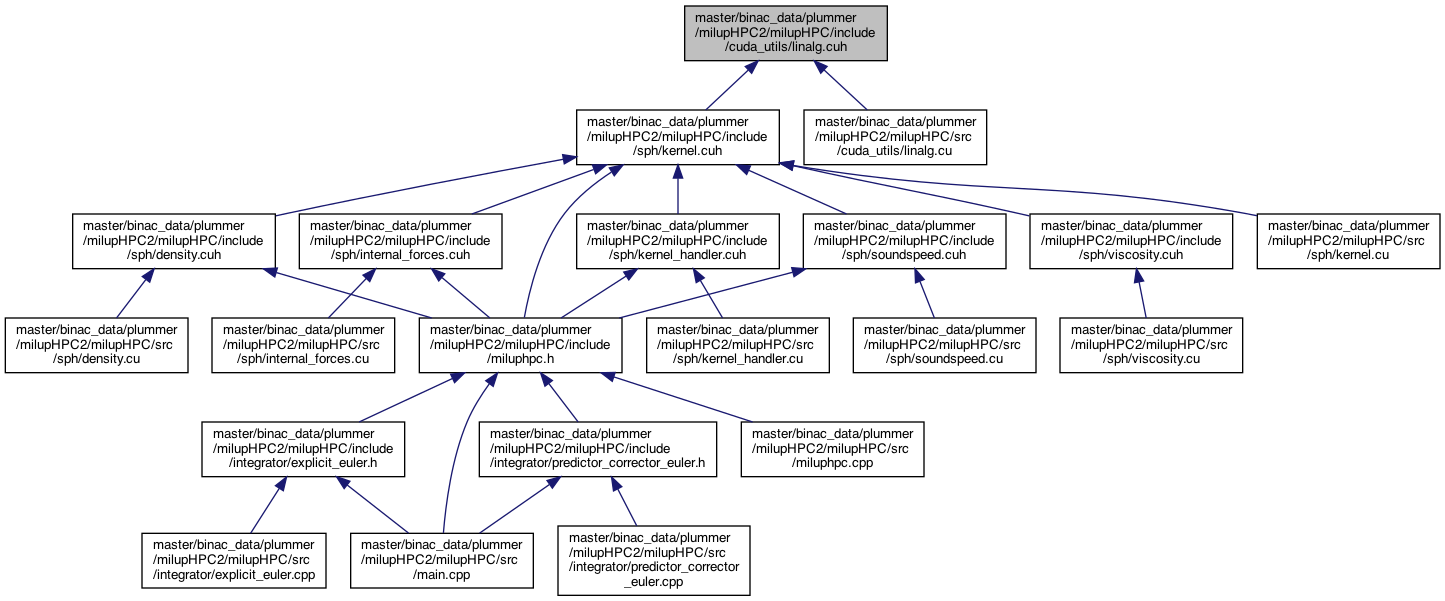 master/binac_data/plummer
/milupHPC2/milupHPC/include
/cuda_utils/linalg.cuh
master/binac_data/plummer
/milupHPC2/milupHPC/include
/sph/kernel.cuh
master/binac_data/plummer
/milupHPC2/milupHPC/src
/cuda_utils/linalg.cu
master/binac_data/plummer
/milupHPC2/milupHPC/include
/sph/density.cuh
master/binac_data/plummer
/milupHPC2/milupHPC/include
/sph/internal_forces.cuh
master/binac_data/plummer
/milupHPC2/milupHPC/include
/sph/kernel_handler.cuh
master/binac_data/plummer
/milupHPC2/milupHPC/include
/sph/soundspeed.cuh
master/binac_data/plummer
/milupHPC2/milupHPC/include
/sph/viscosity.cuh
master/binac_data/plummer
/milupHPC2/milupHPC/src
/sph/kernel.cu
master/binac_data/plummer
/milupHPC2/milupHPC/src
/sph/density.cu
master/binac_data/plummer
/milupHPC2/milupHPC/src
/sph/internal_forces.cu
master/binac_data/plummer
/milupHPC2/milupHPC/include
/miluphpc.h
master/binac_data/plummer
/milupHPC2/milupHPC/src
/sph/kernel_handler.cu
master/binac_data/plummer
/milupHPC2/milupHPC/src
/sph/soundspeed.cu
master/binac_data/plummer
/milupHPC2/milupHPC/src
/sph/viscosity.cu
master/binac_data/plummer
/milupHPC2/milupHPC/include
/integrator/explicit_euler.h
master/binac_data/plummer
/milupHPC2/milupHPC/include
/integrator/predictor_corrector_euler.h
master/binac_data/plummer
/milupHPC2/milupHPC/src
/miluphpc.cpp
master/binac_data/plummer
/milupHPC2/milupHPC/src
/integrator/explicit_euler.cpp
master/binac_data/plummer
/milupHPC2/milupHPC/src
/main.cpp
master/binac_data/plummer
/milupHPC2/milupHPC/src
/integrator/predictor_corrector
_euler.cpp